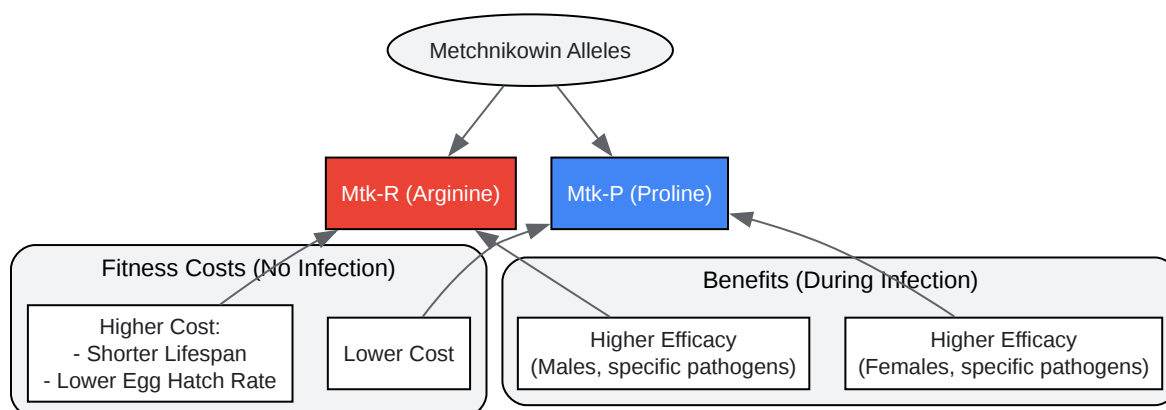 Metchnikowin Alleles
Mtk-R (Arginine)
Mtk-P (Proline)
Fitness Costs (No Infection)
Higher Cost:
- Shorter Lifespan
- Lower Egg Hatch Rate
Lower Cost
Benefits (During Infection)
Higher Efficacy
(Males, specific pathogens)
Higher Efficacy
(Females, specific pathogens)